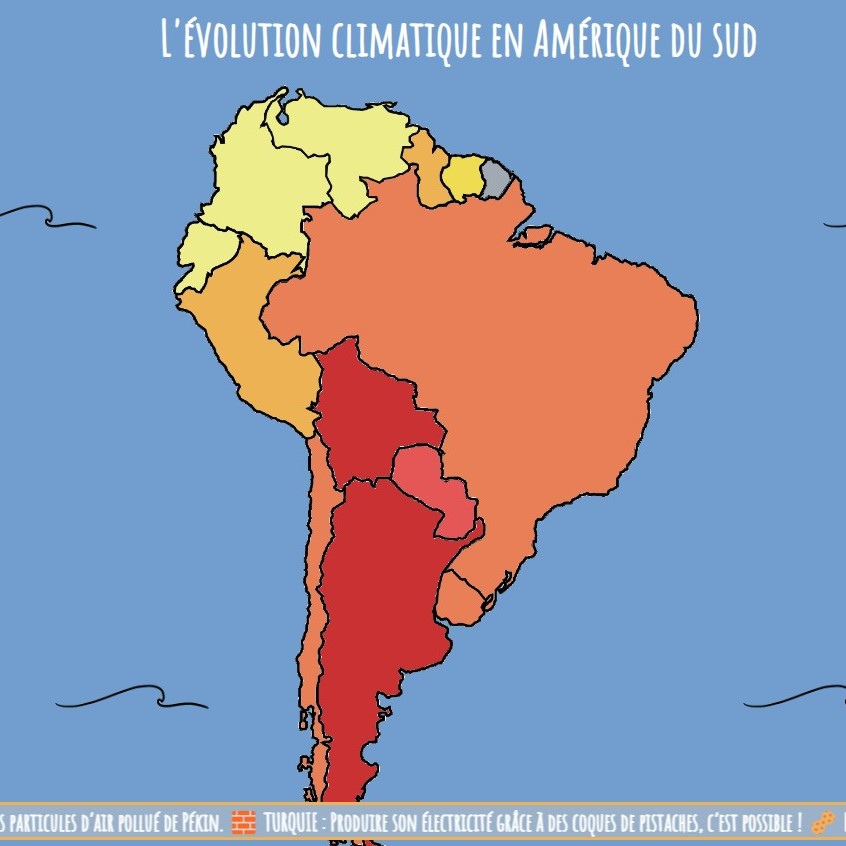 L'évolution climatique en Amérique du sud
s particules d'air pollué de Pékin. TURQUIE : Produire son électricité grâce à des coques de pistaches, c'est possible !